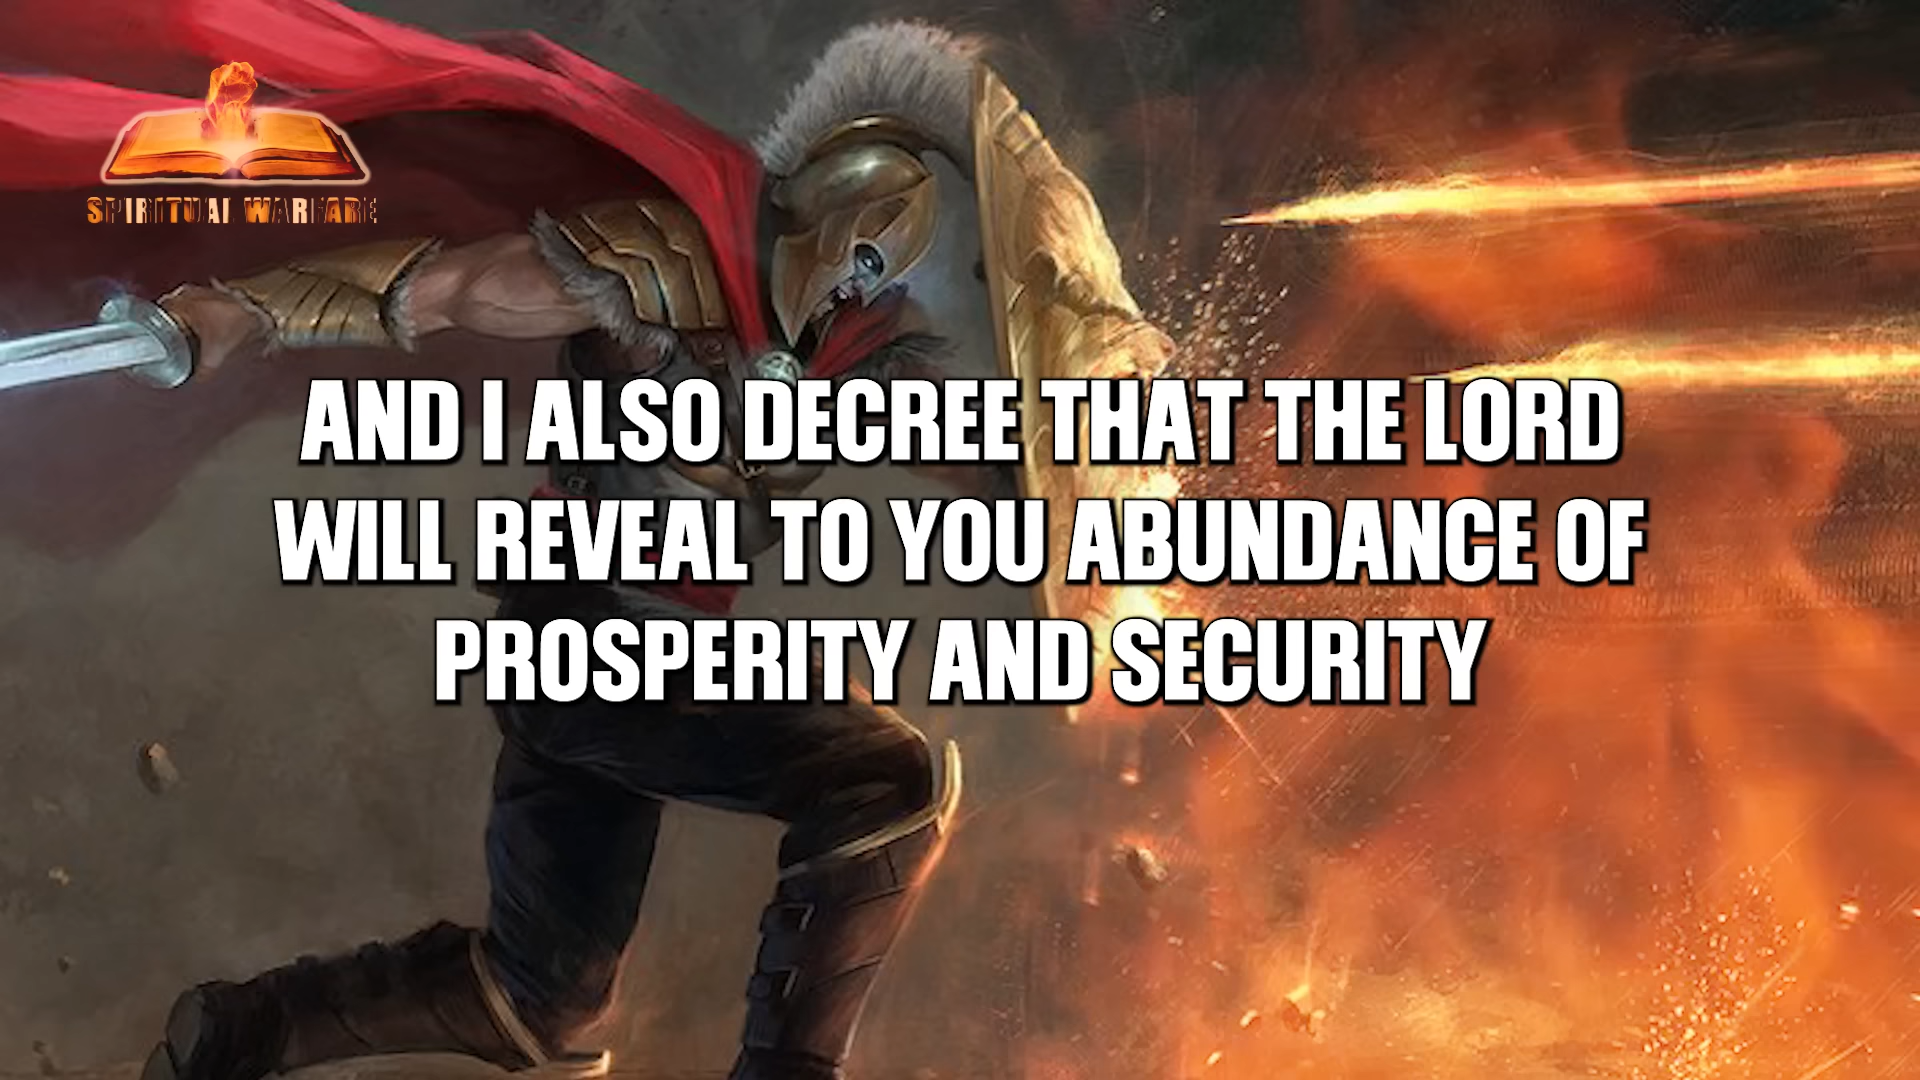 SPIRITUAL WARFARE
AND I ALSO DECREE THAT THE LORD
WILL REVEAL TO YOU ABUNDANCE OF
PROSPERITY AND SECURITY